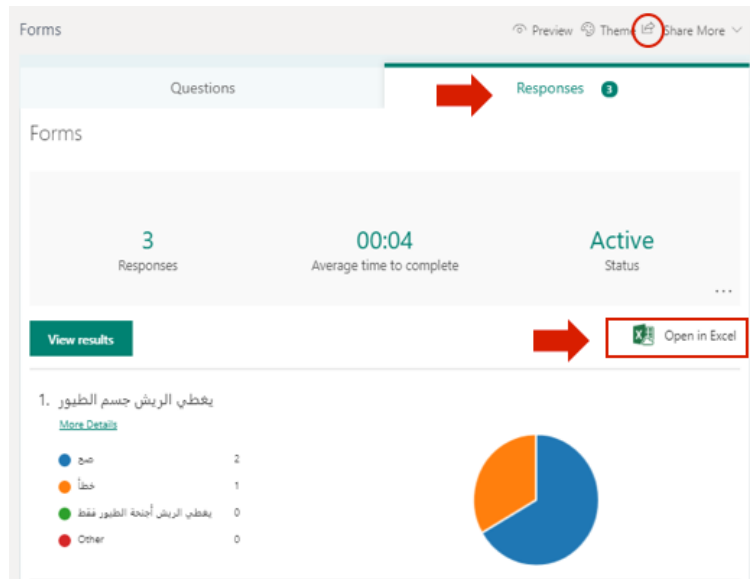 Forms Preview Theme Share More
Questions Responses 3
Forms
3 00:04 Active
Responses Average time to complete Status
...
View results Open in Excel
1. يغطي الريش جسم الطيور
More Details
صح 2
خطأ 1
يغطي الريش أجنحة الطيور فقط 0
Other 0